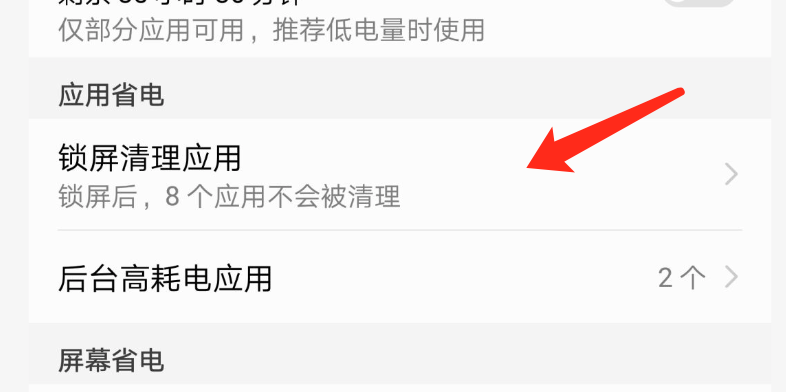 仅部分应用可用，推荐低电量时使用
应用省电
锁屏清理应用
锁屏后，8 个应用不会被清理
后台高耗电应用
2 个
屏幕省电